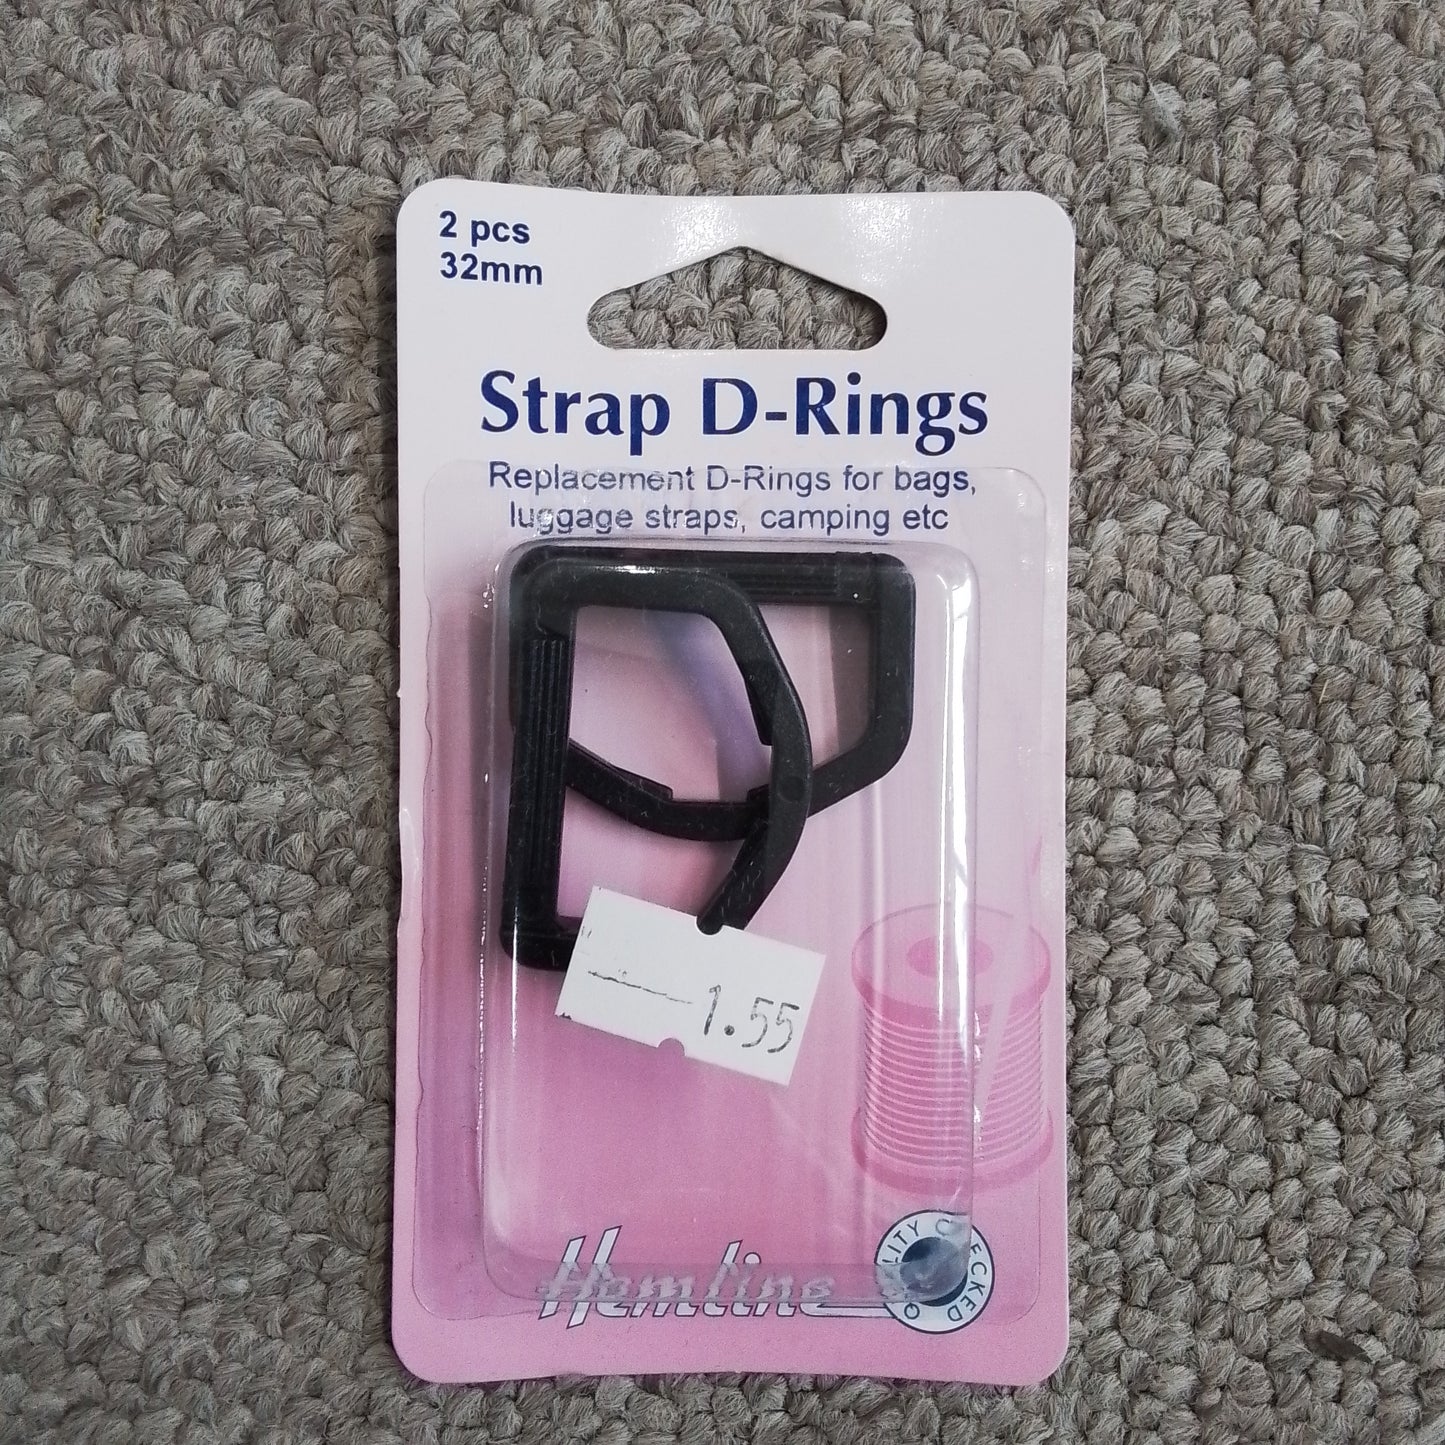 2 pcs
32mm
Strap D-Rings
Replacement D-Rings for bags,
luggage straps, camping etc
1.55
Hemline
QUALITY CHECKED